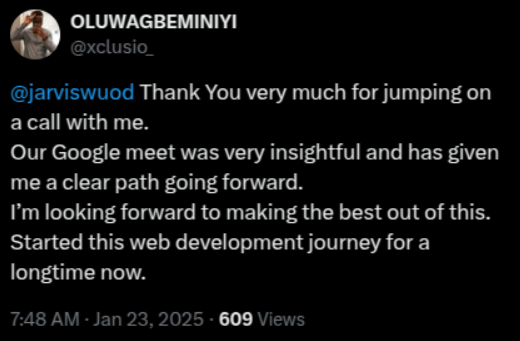 OLUWAGBEMINIYI
@xclusio_
@jarviswuod Thank You very much for jumping on
a call with me.
Our Google meet was very insightful and has given
me a clear path going forward.
I’m looking forward to making the best out of this.
Started this web development journey for a
longtime now.
7:48 AM · Jan 23, 2025 · 609 Views